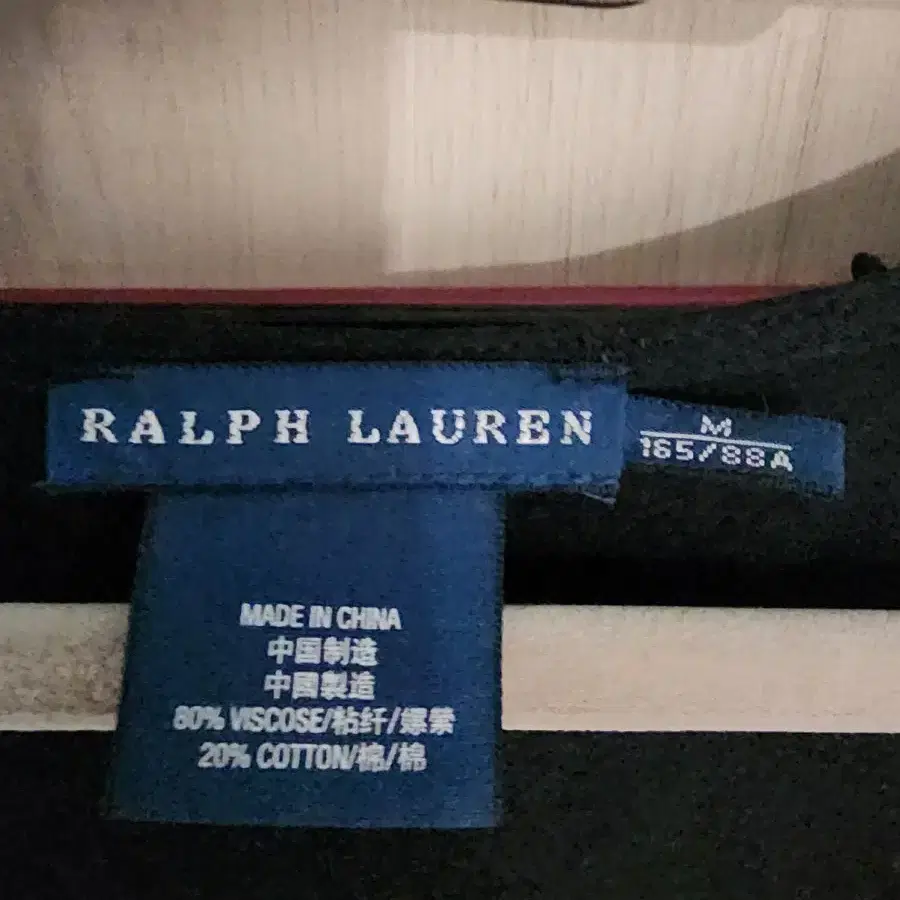 RALPH LAUREN
M
165/88A
MADE IN CHINA
中国制造
中國製造
80% VISCOSE/粘纤/嫘縈
20% COTTON/棉/棉